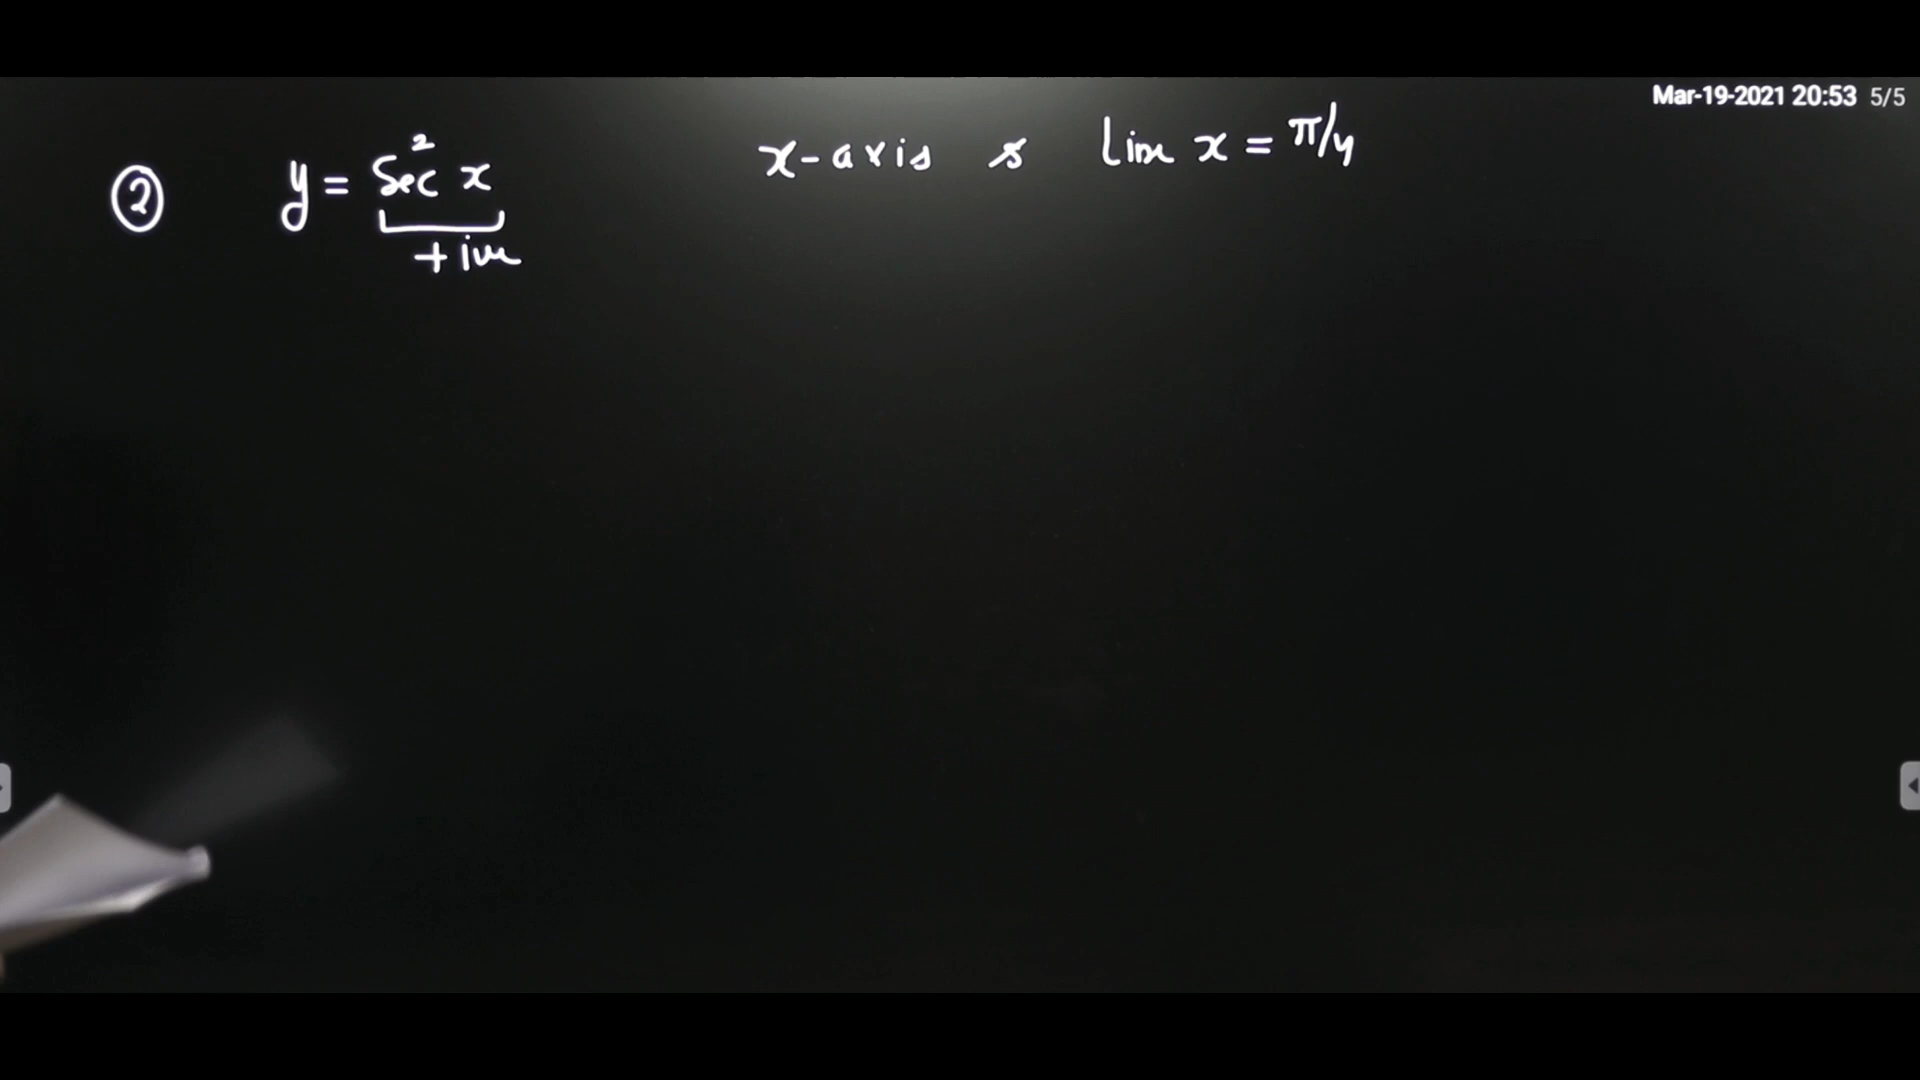 Mar-19-2021 20:53 5/5
② y = Sec² x x-axis & Line x = π/4
+ive